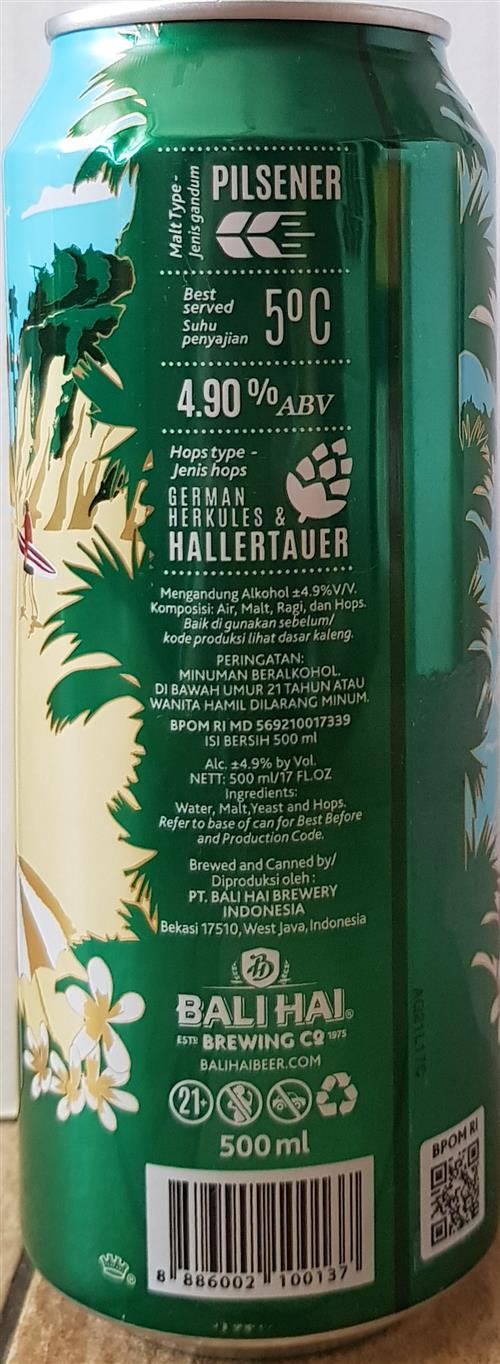 Malt Type -
Jenis gandum
PILSENER
Best
served
Suhu
penyajian
5ºC
4.90 % ABV
Hops type -
Jenis hops
GERMAN
HERKULES &
HALLERTAUER
Mengandung Alkohol ±4.9%V/V.
Komposisi: Air, Malt, Ragi, dan Hops.
Baik di gunakan sebelum/
kode produksi lihat dasar kaleng.
PERINGATAN:
MINUMAN BERALKOHOL.
DI BAWAH UMUR 21 TAHUN ATAU
WANITA HAMIL DILARANG MINUM.
BPOM RI MD 569210017339
ISI BERSIH 500 ml
Alc. ±4.9% by Vol.
NETT: 500 ml/17 FL.OZ
Ingredients:
Water, Malt, Yeast and Hops.
Refer to base of can for Best Before
and Production Code.
Brewed and Canned by/
Diproduksi oleh :
PT. BALI HAI BREWERY
INDONESIA
Bekasi 17510, West Java, Indonesia
BALI HAI®
ESTD BREWING CO 1975
BALIHAIBEER.COM
21+
500 ml
BPOM RI
8 886002 100137